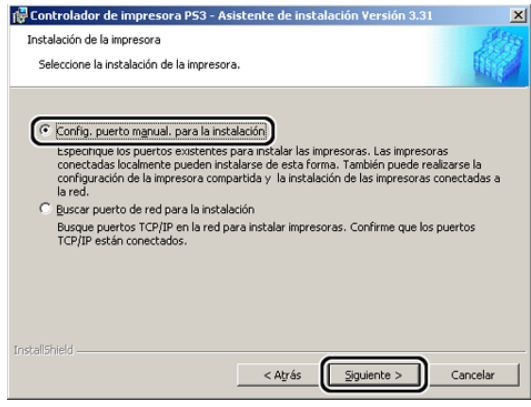 Controlador de impresora PS3 - Asistente de instalación Versión 3.31
Instalación de la impresora
Seleccione la instalación de la impresora.
Config. puerto manual. para la instalación
Especifique los puertos existentes para instalar las impresoras. Las impresoras
conectadas localmente pueden instalarse de esta forma. También puede realizarse la
configuración de la impresora compartida y la instalación de las impresoras conectadas a
la red.
Buscar puerto de red para la instalación
Busque puertos TCP/IP en la red para instalar impresoras. Confirme que los puertos
TCP/IP están conectados.
InstallShield
< Atrás
Siguiente >
Cancelar